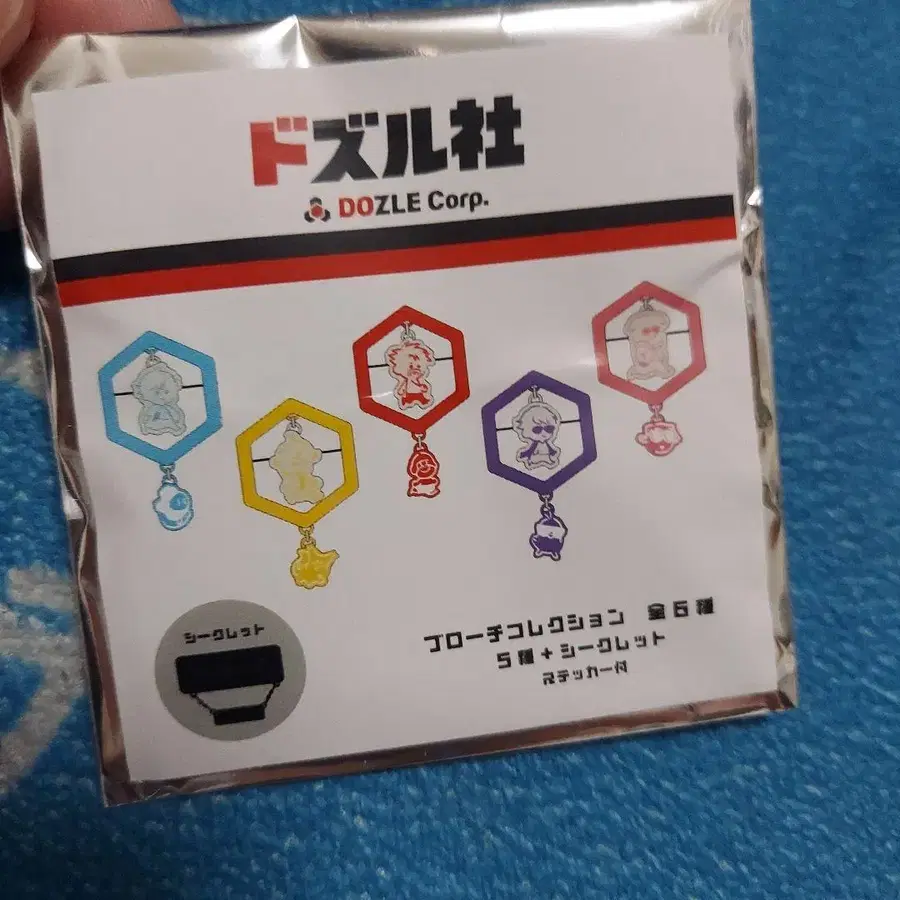 ドズル社
DOZLE Corp.
シークレット
ブローチコレクション 全6種
5種+シークレット
ステッカー付